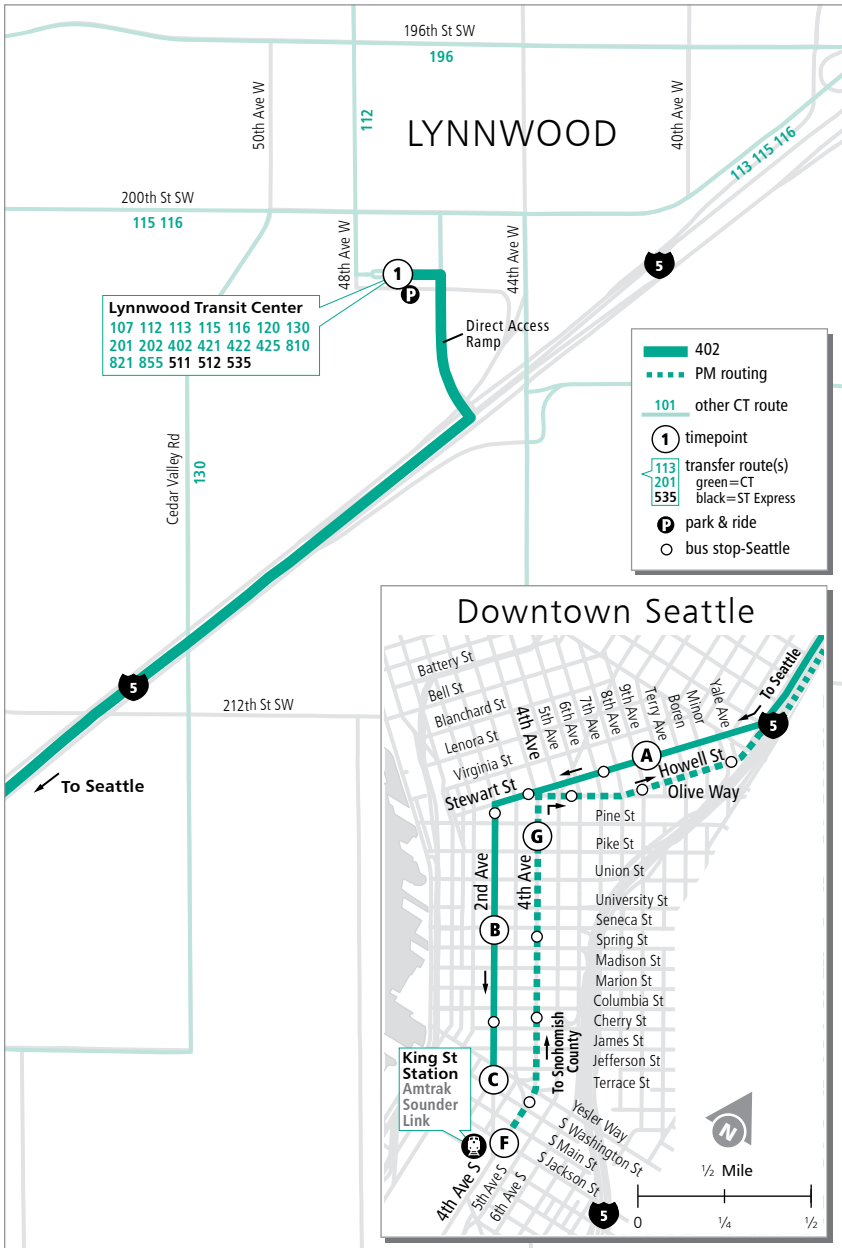 196th St SW
196
50th Ave W
112
LYNNWOOD
40th Ave W
113 115 116
200th St SW
115 116
48th Ave W
44th Ave W
5
1
P
Lynnwood Transit Center
107 112 113 115 116 120 130
201 202 402 421 422 425 810
821 855 511 512 535
Direct Access
Ramp
Cedar Valley Rd
130
5
212th St SW
To Seattle
402
PM routing
101 other CT route
1 timepoint
113 transfer route(s)
201 green=CT
535 black=ST Express
P park & ride
bus stop-Seattle
Downtown Seattle
Battery St
Bell St
Blanchard St
Lenora St
Virginia St
Stewart St
4th Ave
5th Ave
6th Ave
7th Ave
8th Ave
9th Ave
Terry Ave
Boren
Minor
Yale Ave
To Seattle
5
A
Howell St
Olive Way
Pine St
G
Pike St
Union St
2nd Ave
4th Ave
University St
Seneca St
B
Spring St
Madison St
Marion St
Columbia St
Cherry St
James St
Jefferson St
Terrace St
To Snohomish
County
King St
Station
Amtrak
Sounder
Link
C
F
Yesler Way
S Washington St
S Main St
S Jackson St
4th Ave S
5th Ave S
6th Ave S
5
N
½ Mile
0 ¼ ½